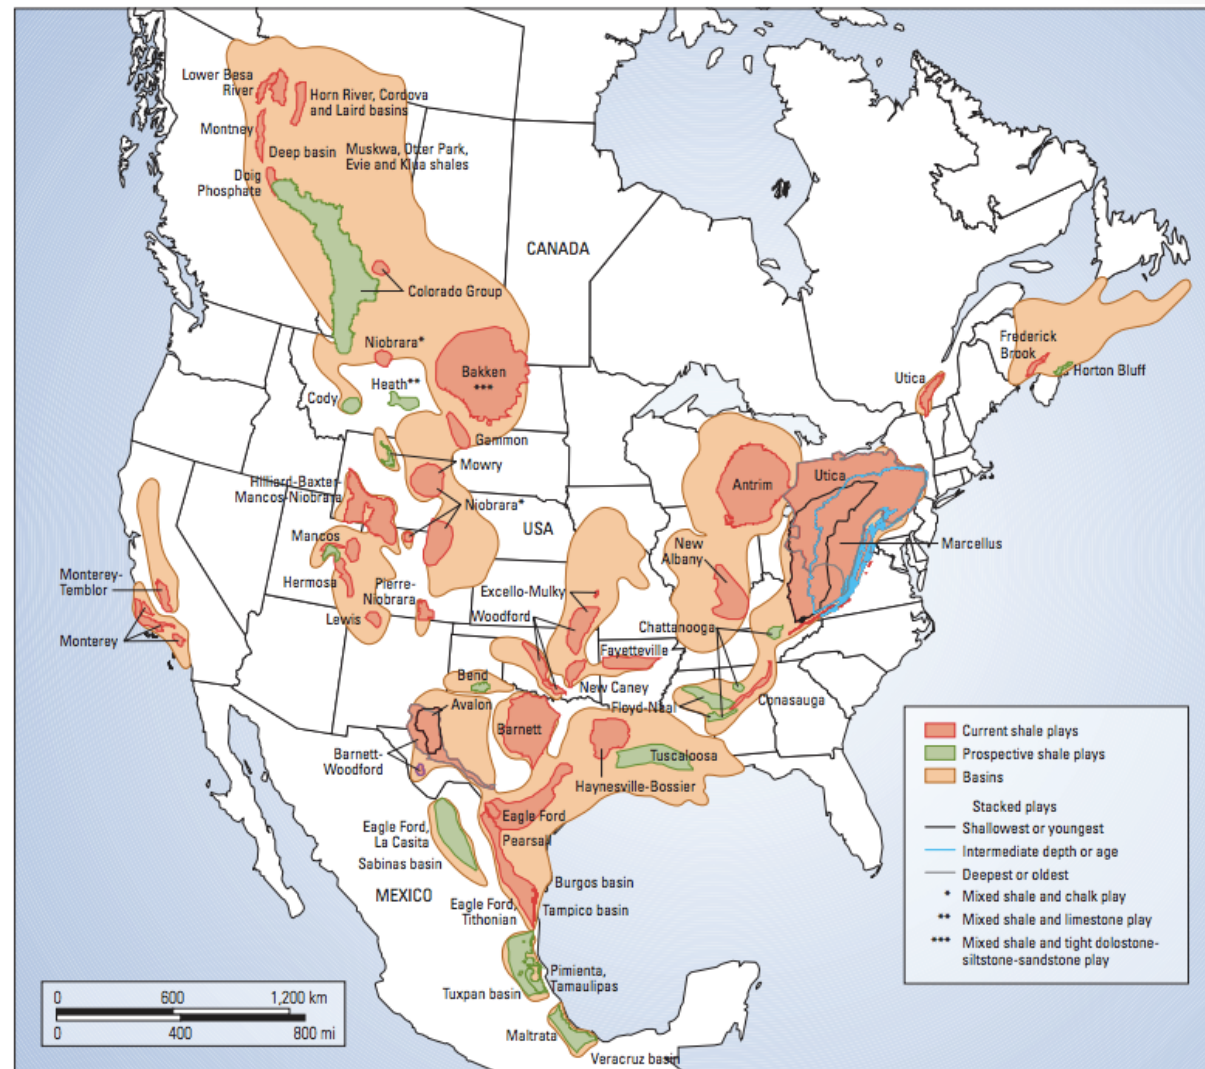 Lower Besa
River
Horn River, Cordova
and Laird basins
Montney
Deep basin
Muskwa, Otter Park,
Evie and Klua shales
Doig
Phosphate
CANADA
Colorado Group
Niobrara*
Bakken
***
Heath**
Cody
Gammon
Mowry
Hilliard-Baxter-
Mancos-Niobrara
Niobrara*
USA
Mancos
Hermosa
Pierre-
Niobrara
Lewis
Monterey-
Temblor
Monterey
Frederick
Brook
Horton Bluff
Utica
Antrim
Utica
Marcellus
New
Albany
Excello-Mulky
Woodford
Chattanooga
Fayetteville
Bend
New Caney
Floyd-Neal
Conasauga
Avalon
Barnett
Barnett-
Woodford
Tuscaloosa
Haynesville-Bossier
Eagle Ford
Pearsall
Eagle Ford,
La Casita
Sabinas basin
MEXICO
Burgos basin
Eagle Ford,
Tithonian
Tampico basin
Pimienta,
Tamaulipas
Tuxpan basin
Maltrata
Veracruz basin
Current shale plays
Prospective shale plays
Basins
Stacked plays
Shallowest or youngest
Intermediate depth or age
Deepest or oldest
* Mixed shale and chalk play
** Mixed shale and limestone play
*** Mixed shale and tight dolostone-
siltstone-sandstone play
0 600 1,200 km
0 400 800 mi